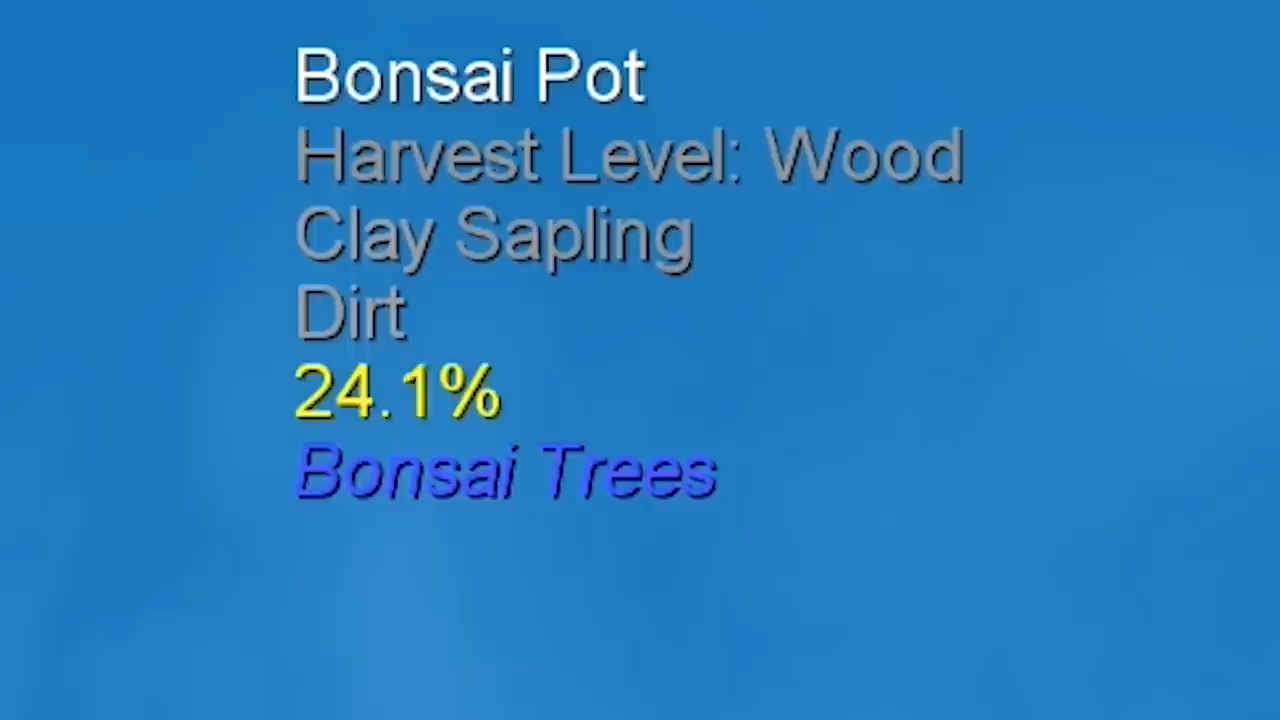 Bonsai Pot
Harvest Level: Wood
Clay Sapling
Dirt
24.1%
Bonsai Trees